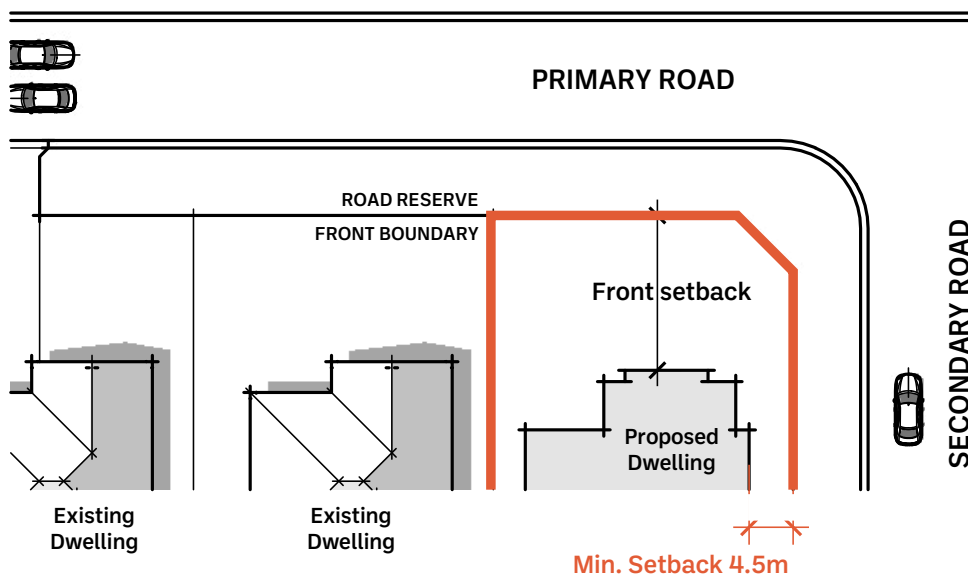 PRIMARY ROAD
ROAD RESERVE
FRONT BOUNDARY
SECONDARY ROAD
Front setback
Proposed
Dwelling
Existing
Dwelling
Existing
Dwelling
Min. Setback 4.5m